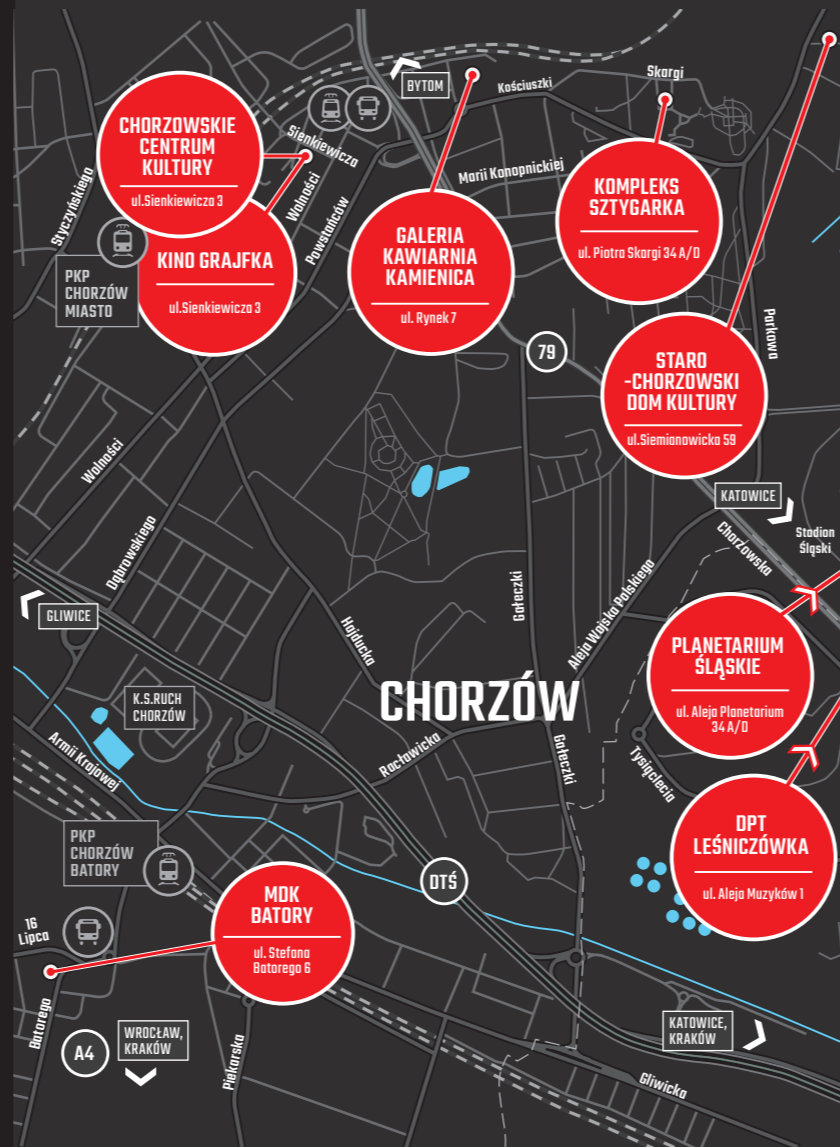 BYTOM
Kościuszki
Skargi
CHORZOWSKIE
CENTRUM
KULTURY
ul.Sienkiewicza 3
Sienkiewicza
Marii Konopnickiej
Styczyńskiego
Wolności
Powstańców
KOMPLEKS
SZTYGARKA
ul. Piotra Skargi 34 A/D
PKP
CHORZÓW
MIASTO
KINO GRAJFKA
ul.Sienkiewicza 3
GALERIA
KAWIARNIA
KAMIENICA
ul. Rynek 7
79
Parkowa
STARO
-CHORZOWSKI
DOM KULTURY
ul.Siemianowicka 59
Wolności
Dąbrowskiego
KATOWICE
Chorzowska
Stadion
Śląski
GLIWICE
Hajducka
Gałeczki
Aleja Wojska Polskiego
PLANETARIUM
ŚLĄSKIE
ul. Aleja Planetarium
34 A/D
K.S.RUCH
CHORZÓW
CHORZÓW
Armii Krajowej
Racławicka
Gałeczki
Tysiąclecia
PKP
CHORZÓW
BATORY
DTŚ
DPT
LEŚNICZÓWKA
ul. Aleja Muzyków 1
MDK
BATORY
ul. Stefana
Batorego 6
16
Lipca
Batorego
A4
WROCŁAW,
KRAKÓW
Piekarska
KATOWICE,
KRAKÓW
Gliwicka